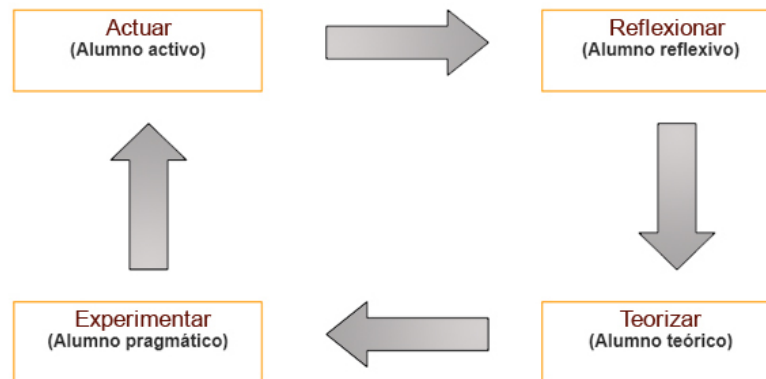 Actuar
(Alumno activo)
Reflexionar
(Alumno reflexivo)
Experimentar
(Alumno pragmático)
Teorizar
(Alumno teórico)